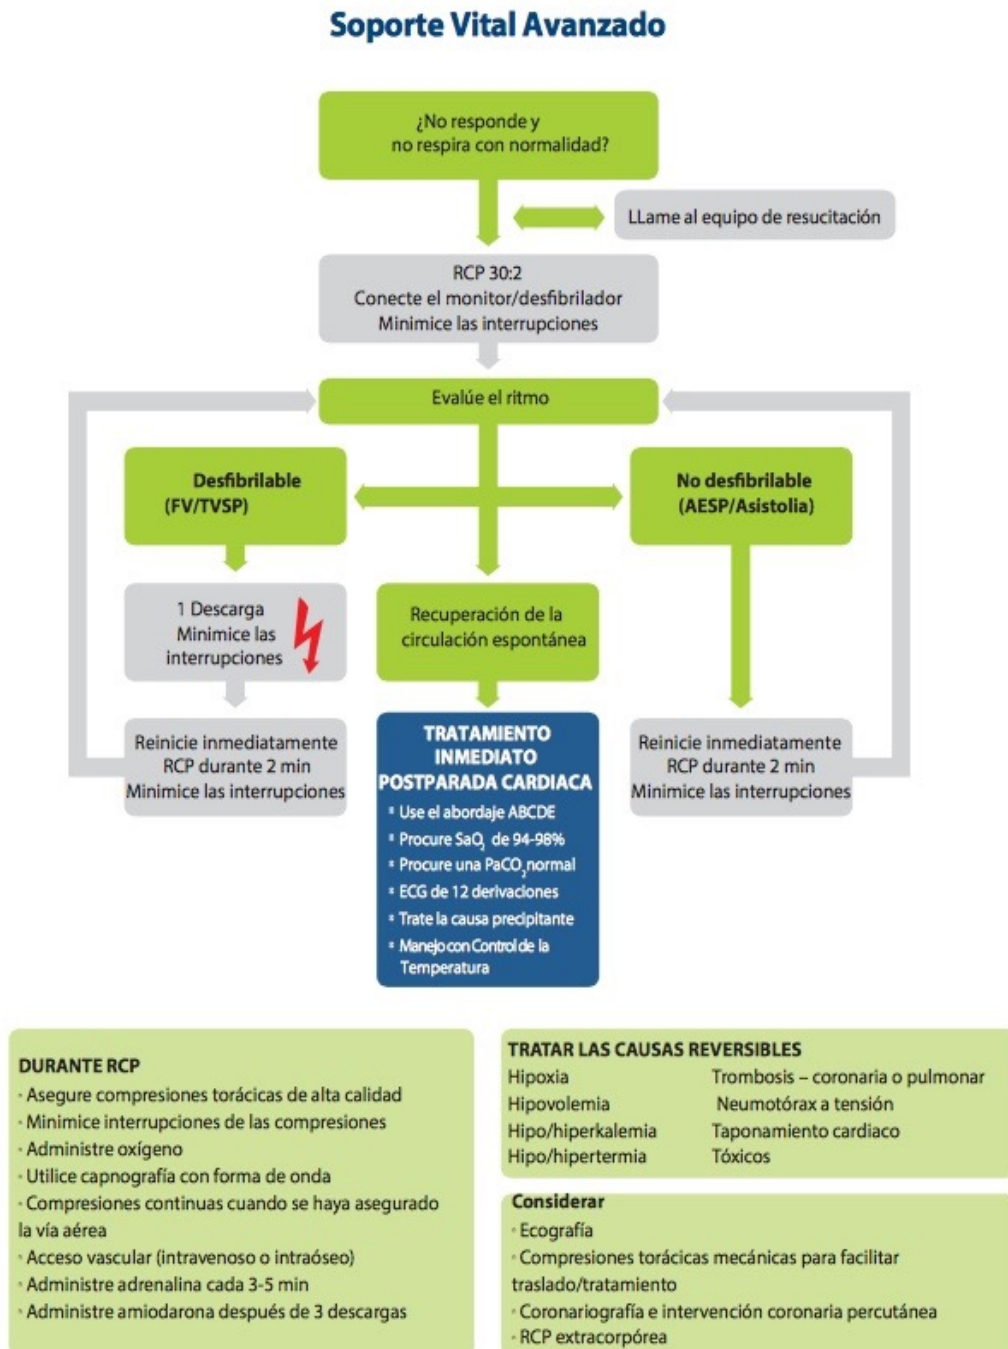 Soporte Vital Avanzado
¿No responde y
no respira con normalidad?
LLame al equipo de resucitación
RCP 30:2
Conecte el monitor/desfibrilador
Minimice las interrupciones
Evalúe el ritmo
Desfibrilable
(FV/TVSP)
No desfibrilable
(AESP/Asistolia)
1 Descarga
Minimice las
interrupciones
Recuperación de la
circulación espontánea
Reinicie inmediatamente
RCP durante 2 min
Minimice las interrupciones
TRATAMIENTO
INMEDIATO
POSTPARADA CARDIACA
▪ Use el abordaje ABCDE
▪ Procure SaO₂ de 94-98%
▪ Procure una PaCO₂ normal
▪ ECG de 12 derivaciones
▪ Trate la causa precipitante
▪ Manejo con Control de la
Temperatura
Reinicie inmediatamente
RCP durante 2 min
Minimice las interrupciones
DURANTE RCP
· Asegure compresiones torácicas de alta calidad
· Minimice interrupciones de las compresiones
· Administre oxígeno
· Utilice capnografía con forma de onda
· Compresiones continuas cuando se haya asegurado
la vía aérea
· Acceso vascular (intravenoso o intraóseo)
· Administre adrenalina cada 3-5 min
· Administre amiodarona después de 3 descargas
TRATAR LAS CAUSAS REVERSIBLES
Hipoxia Trombosis – coronaria o pulmonar
Hipovolemia Neumotórax a tensión
Hipo/hiperkalemia Taponamiento cardiaco
Hipo/hipertermia Tóxicos
Considerar
· Ecografía
· Compresiones torácicas mecánicas para facilitar
traslado/tratamiento
· Coronariografía e intervención coronaria percutánea
· RCP extracorpórea